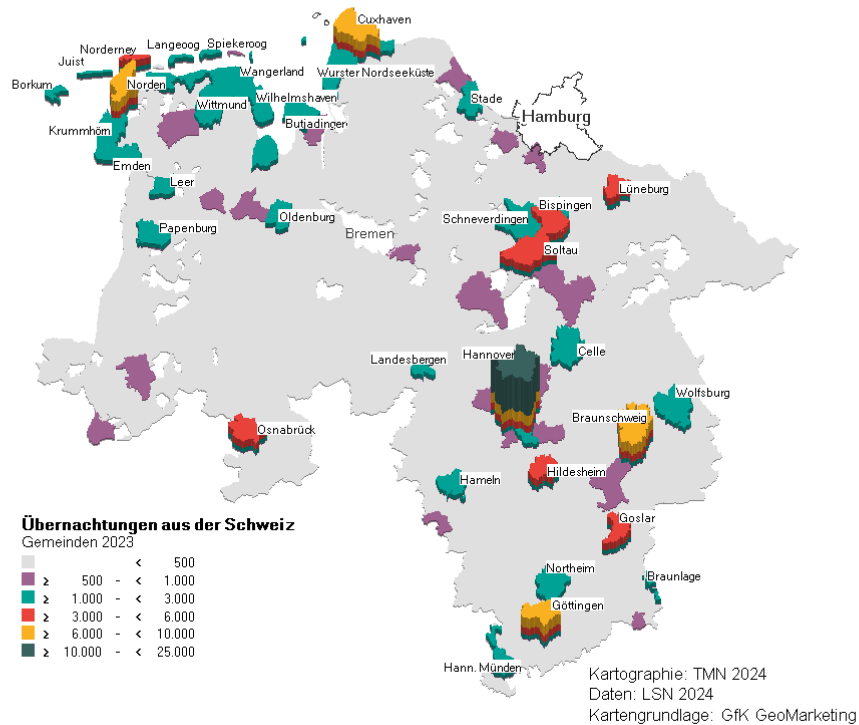 Cuxhaven
Norderney
Langeoog
Spiekeroog
Juist
Wangerland
Wurster Nordseeküste
Borkum
Norden
Wittmund
Wilhelmshaven
Stade
Hamburg
Krummhörn
Butjadingen
Emden
Leer
Lüneburg
Bispingen
Schneverdingen
Oldenburg
Papenburg
Bremen
Soltau
Landesbergen
Hannover
Celle
Wolfsburg
Braunschweig
Osnabrück
Hildesheim
Hameln
Goslar
Northeim
Braunlage
Göttingen
Hann. Münden
Übernachtungen aus der Schweiz
Gemeinden 2023
< 500
≥ 500 - < 1.000
≥ 1.000 - < 3.000
≥ 3.000 - < 6.000
≥ 6.000 - < 10.000
≥ 10.000 - < 25.000
Kartographie: TMN 2024
Daten: LSN 2024
Kartengrundlage: GfK GeoMarketing